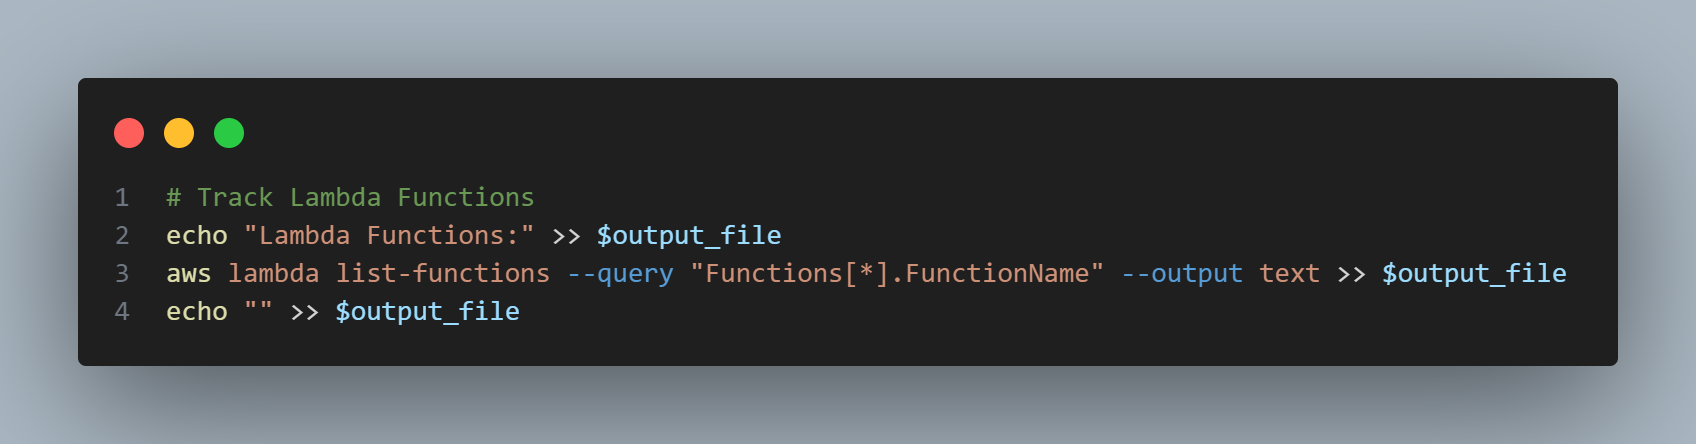 1 # Track Lambda Functions
2 echo "Lambda Functions:" >> $output_file
3 aws lambda list-functions --query "Functions[*].FunctionName" --output text >> $output_file
4 echo "" >> $output_file